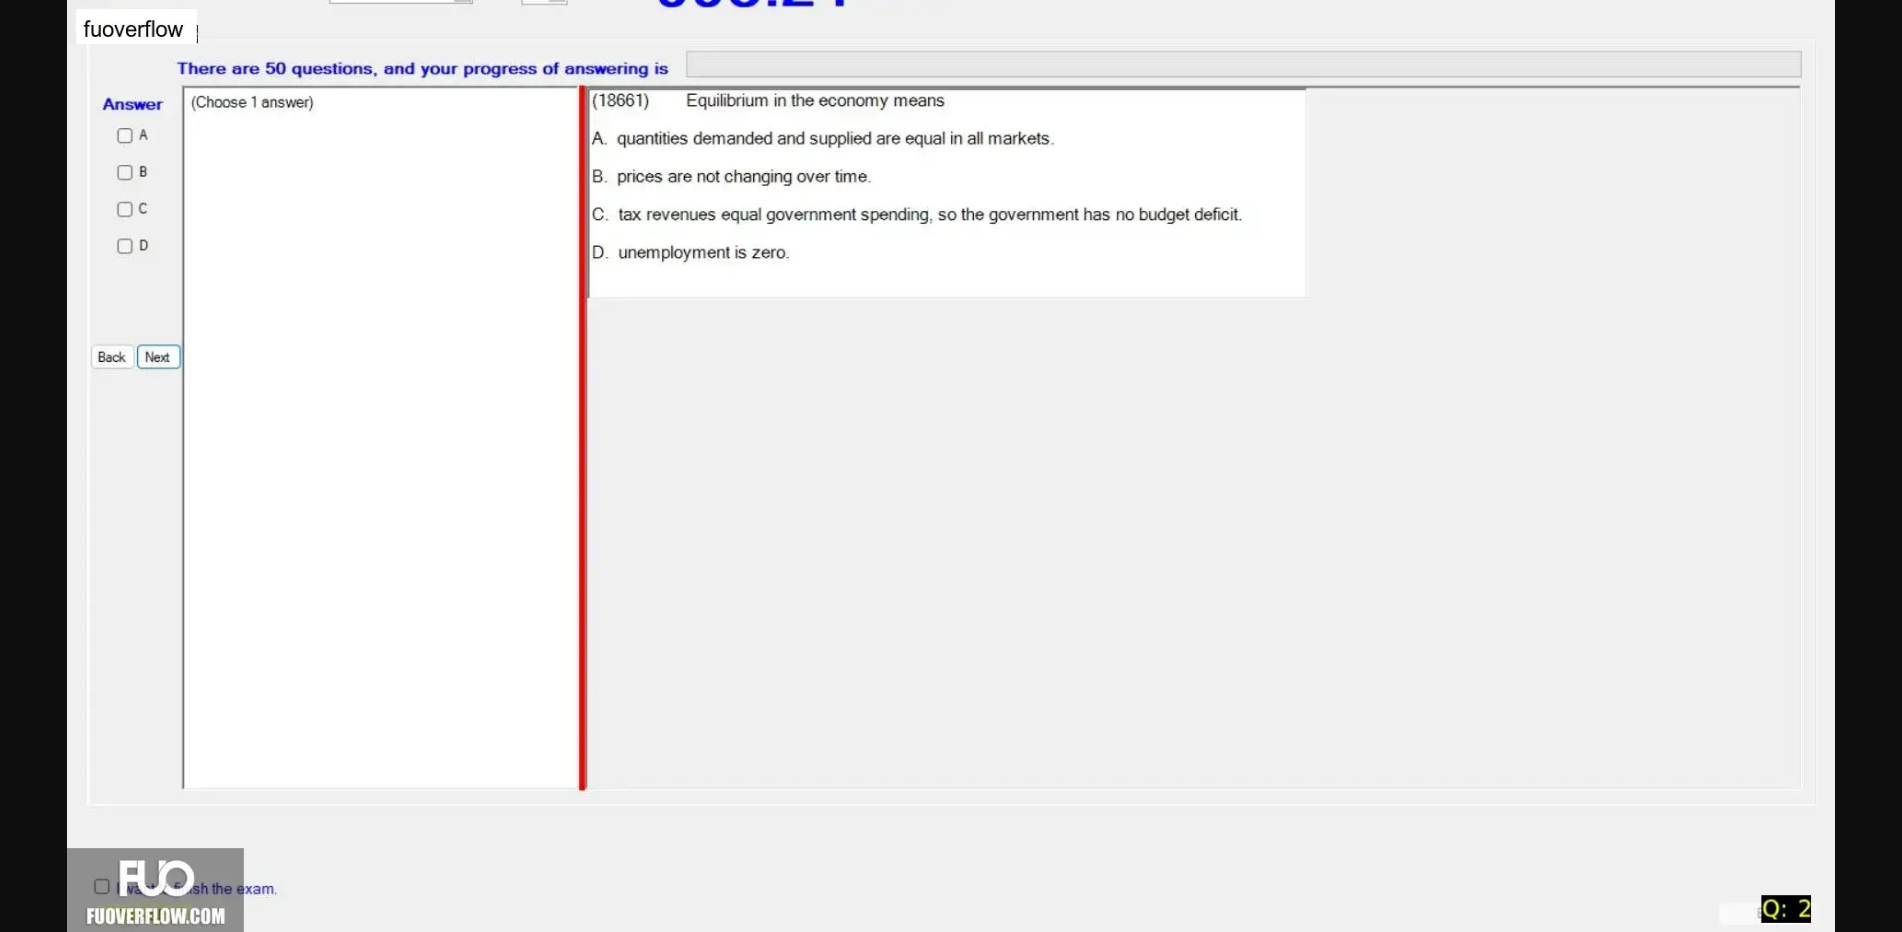 fuoverflow
There are 50 questions, and your progress of answering is
Answer
(Choose 1 answer)
A
B
C
D
Back
Next
(18661) Equilibrium in the economy means
A. quantities demanded and supplied are equal in all markets.
B. prices are not changing over time.
C. tax revenues equal government spending, so the government has no budget deficit.
D. unemployment is zero.
FUO
the exam.
FUOVERFLOW.COM
Q: 2